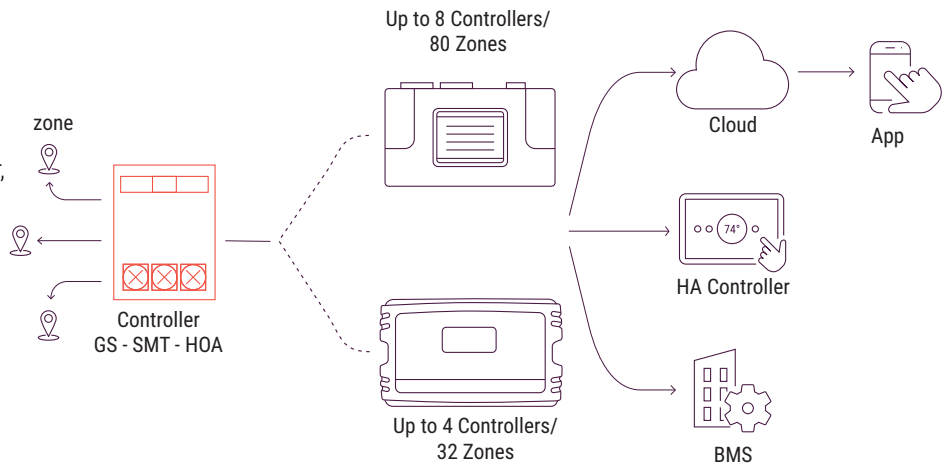 Up to 8 Controllers/
80 Zones
zone
Cloud
App
74°
HA Controller
Controller
GS - SMT - HOA
Up to 4 Controllers/
32 Zones
BMS